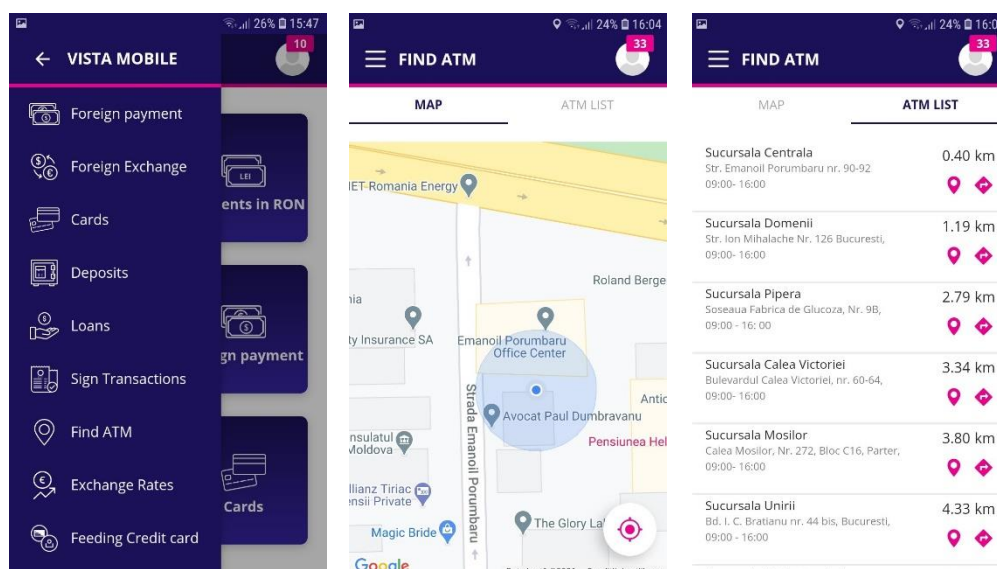 26% 15:47
10
VISTA MOBILE
Foreign payment
Foreign Exchange
Cards
Deposits
Loans
Sign Transactions
Find ATM
Exchange Rates
Feeding Credit card
LEI
ents in RON
gn payment
Cards
24% 16:04
33
FIND ATM
MAP
ATM LIST
IET Romania Energy
Roland Berge
nia
ty Insurance SA
Emanoil Porumbaru
Office Center
Strada Emanoil Porumbaru
Antic
Avocat Paul Dumbravanu
nsulatul
Moldova
Pensiunea Hel
llianz Tiriac
ensii Private
Magic Bride
The Glory La
Google
24% 16:0
33
FIND ATM
MAP
ATM LIST
Sucursala Centrala
0.40 km
Str. Emanoil Porumbaru nr. 90-92
09:00- 16:00
Sucursala Domenii
1.19 km
Str. Ion Mihalache Nr. 126 Bucuresti,
09:00- 16:00
Sucursala Pipera
2.79 km
Soseaua Fabrica de Glucoza, Nr. 9B,
09:00 - 16: 00
Sucursala Calea Victoriei
3.34 km
Bulevardul Calea Victoriei, nr. 60-64,
09:00- 16:00
Sucursala Mosilor
3.80 km
Calea Mosilor, Nr. 272, Bloc C16, Parter,
09:00- 16:00
Sucursala Unirii
4.33 km
Bd. I. C. Bratianu nr. 44 bis, Bucuresti,
09:00 - 16:00